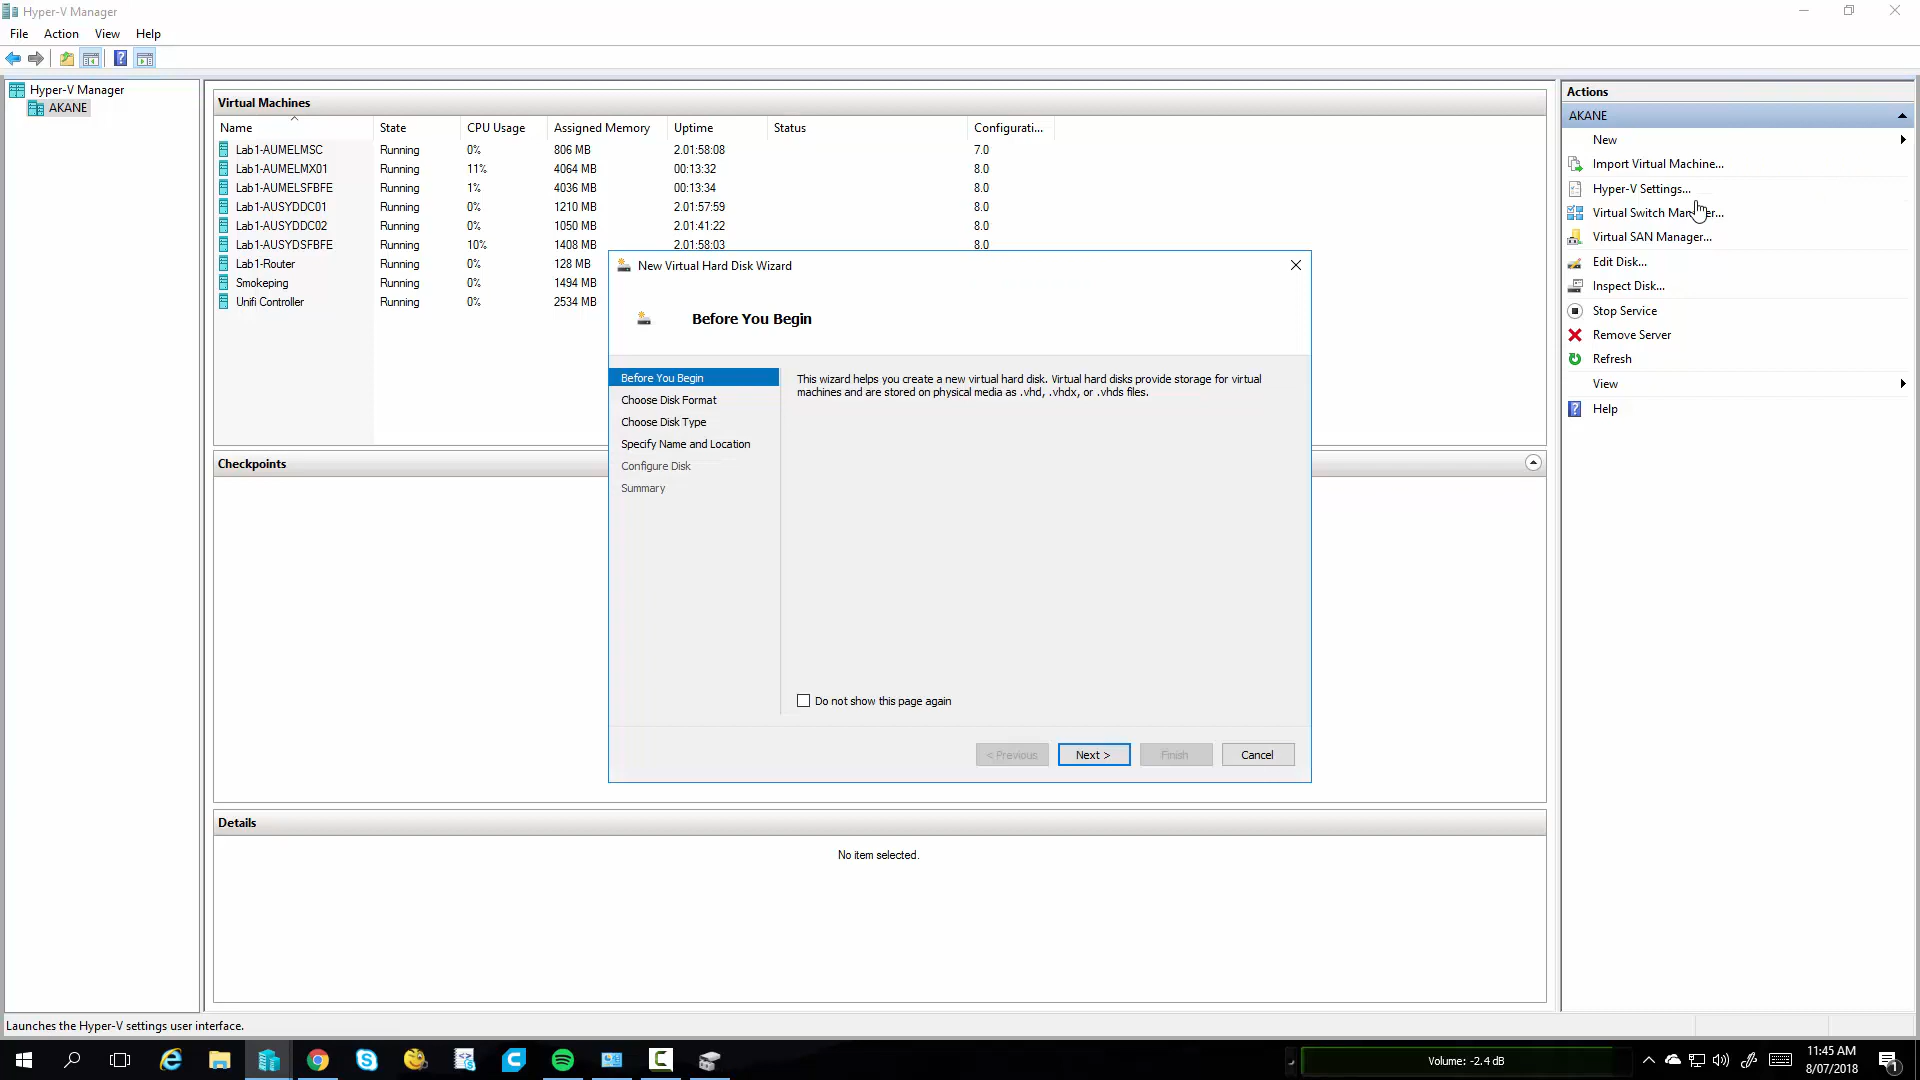 Hyper-V Manager
File Action View Help
Hyper-V Manager
AKANE
Virtual Machines
Name State CPU Usage Assigned Memory Uptime Status Configurati...
Lab1-AUMELMSC Running 0% 806 MB 2.01:58:08 7.0
Lab1-AUMELMX01 Running 11% 4064 MB 00:13:32 8.0
Lab1-AUMELSFBFE Running 1% 4036 MB 00:13:34 8.0
Lab1-AUSYDDC01 Running 0% 1210 MB 2.01:57:59 8.0
Lab1-AUSYDDC02 Running 0% 1050 MB 2.01:41:22 8.0
Lab1-AUSYDSFBFE Running 10% 1408 MB 2.01:58:03 8.0
Lab1-Router Running 0% 128 MB
Smokeping Running 0% 1494 MB
Unifi Controller Running 0% 2534 MB
New Virtual Hard Disk Wizard
Before You Begin
Before You Begin
Choose Disk Format
Choose Disk Type
Specify Name and Location
Configure Disk
Summary
This wizard helps you create a new virtual hard disk. Virtual hard disks provide storage for virtual
machines and are stored on physical media as .vhd, .vhdx, or .vhds files.
Do not show this page again
< Previous Next > Finish Cancel
Checkpoints
Details
No item selected.
Actions
AKANE
New
Import Virtual Machine...
Hyper-V Settings...
Virtual Switch Manager...
Virtual SAN Manager...
Edit Disk...
Inspect Disk...
Stop Service
Remove Server
Refresh
View
Help
Launches the Hyper-V settings user interface.
Volume: -2.4 dB
11:45 AM
8/07/2018
1